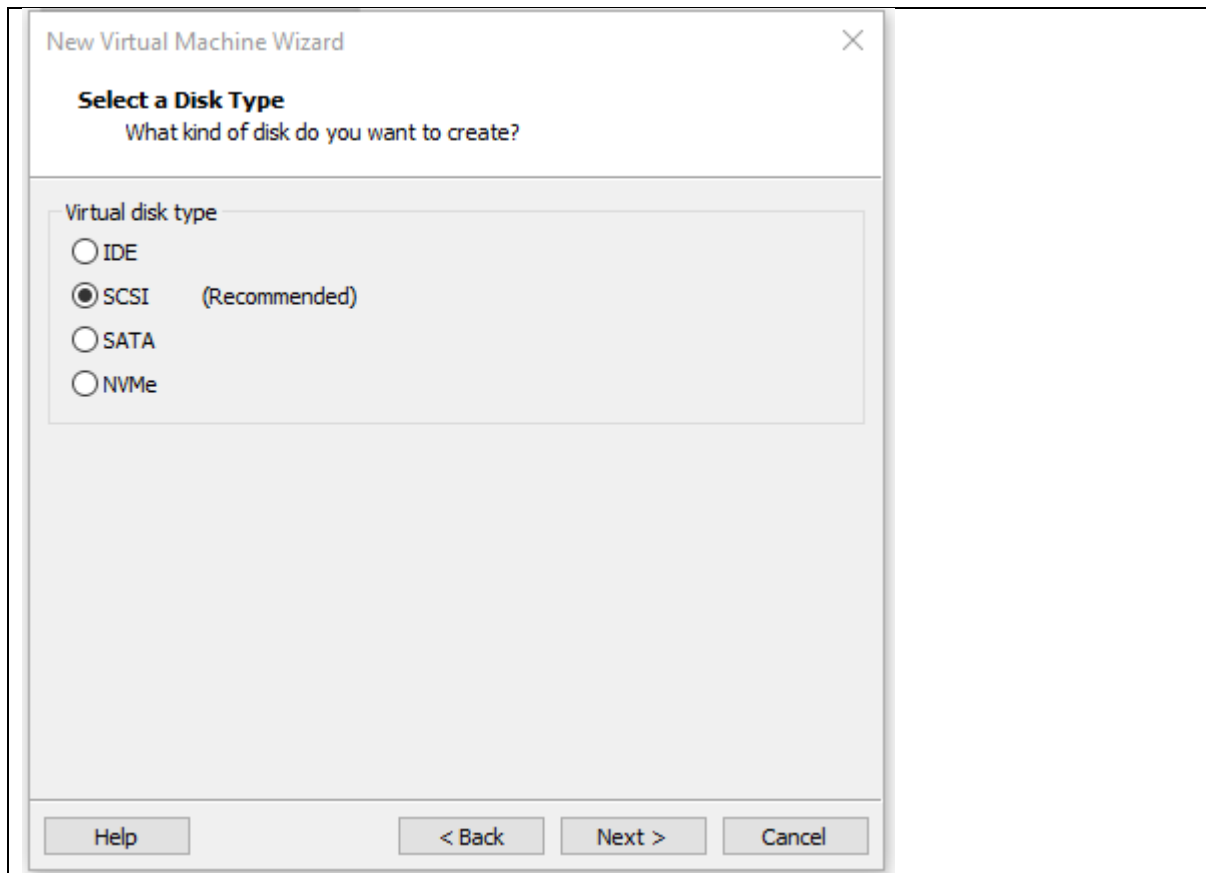 New Virtual Machine Wizard
Select a Disk Type
What kind of disk do you want to create?
Virtual disk type
IDE
SCSI (Recommended)
SATA
NVMe
Help < Back Next > Cancel